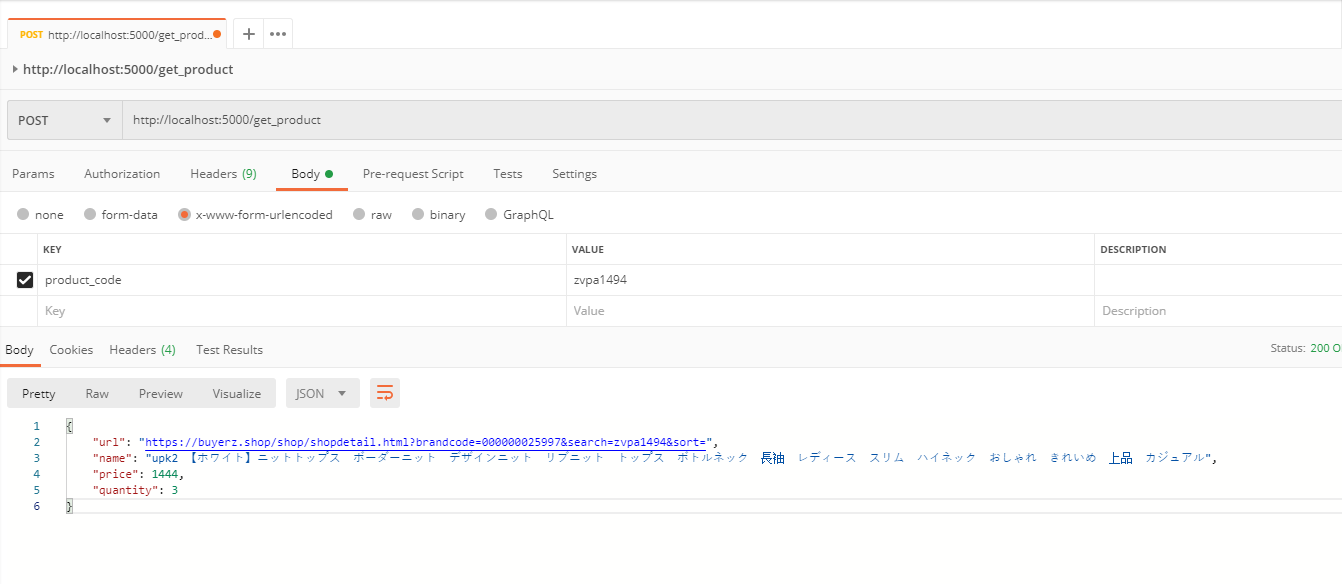 POST http://localhost:5000/get_prod...
http://localhost:5000/get_product
POST http://localhost:5000/get_product
Params Authorization Headers (9) Body Pre-request Script Tests Settings
none form-data x-www-form-urlencoded raw binary GraphQL
KEY VALUE DESCRIPTION
product_code zvpa1494
Key Value Description
Body Cookies Headers (4) Test Results Status: 200 O
Pretty Raw Preview Visualize JSON
1 {
2 "url": "https://buyerz.shop/shop/shopdetail.html?brandcode=000000025997&search=zvpa1494&sort=",
3 "name": "upk2 【ホワイト】ニットトップス ボーダーニット デザインニット リブニット トップス ボトルネック 長袖 レディース スリム ハイネック おしゃれ きれいめ 上品 カジュアル",
4 "price": 1444,
5 "quantity": 3
6 }